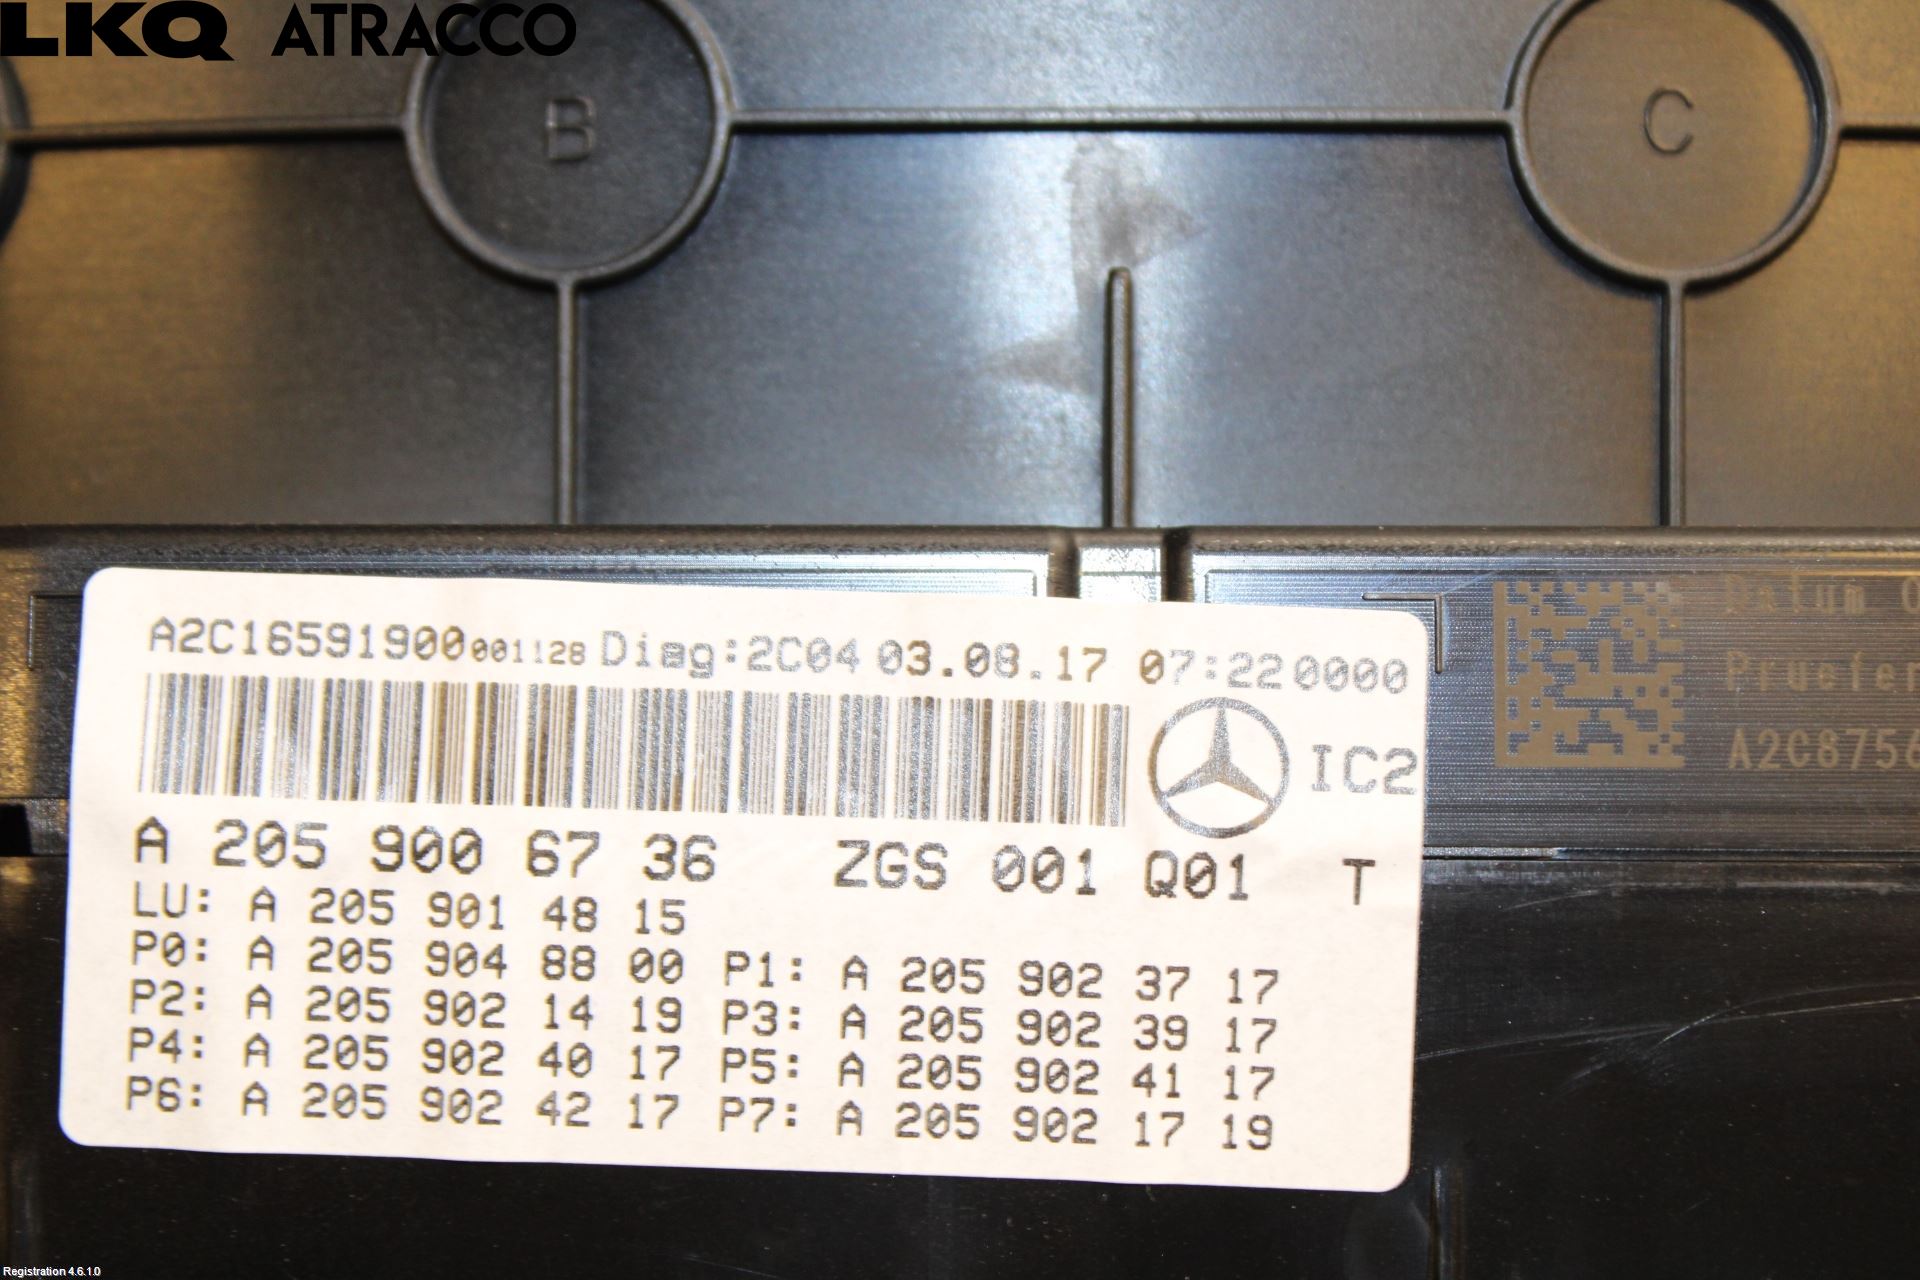 LKQ ATRACCO
B
C
A2C16591900001128 Diag:2C04 03.08.17 07:220000
IC2
A 205 900 67 36 ZGS 001 Q01 T
LU: A 205 901 48 15
P0: A 205 904 88 00 P1: A 205 902 37 17
P2: A 205 902 14 19 P3: A 205 902 39 17
P4: A 205 902 40 17 P5: A 205 902 41 17
P6: A 205 902 42 17 P7: A 205 902 17 19
Datum
Pruefer
A2C8756
Registration 4.6.1.0